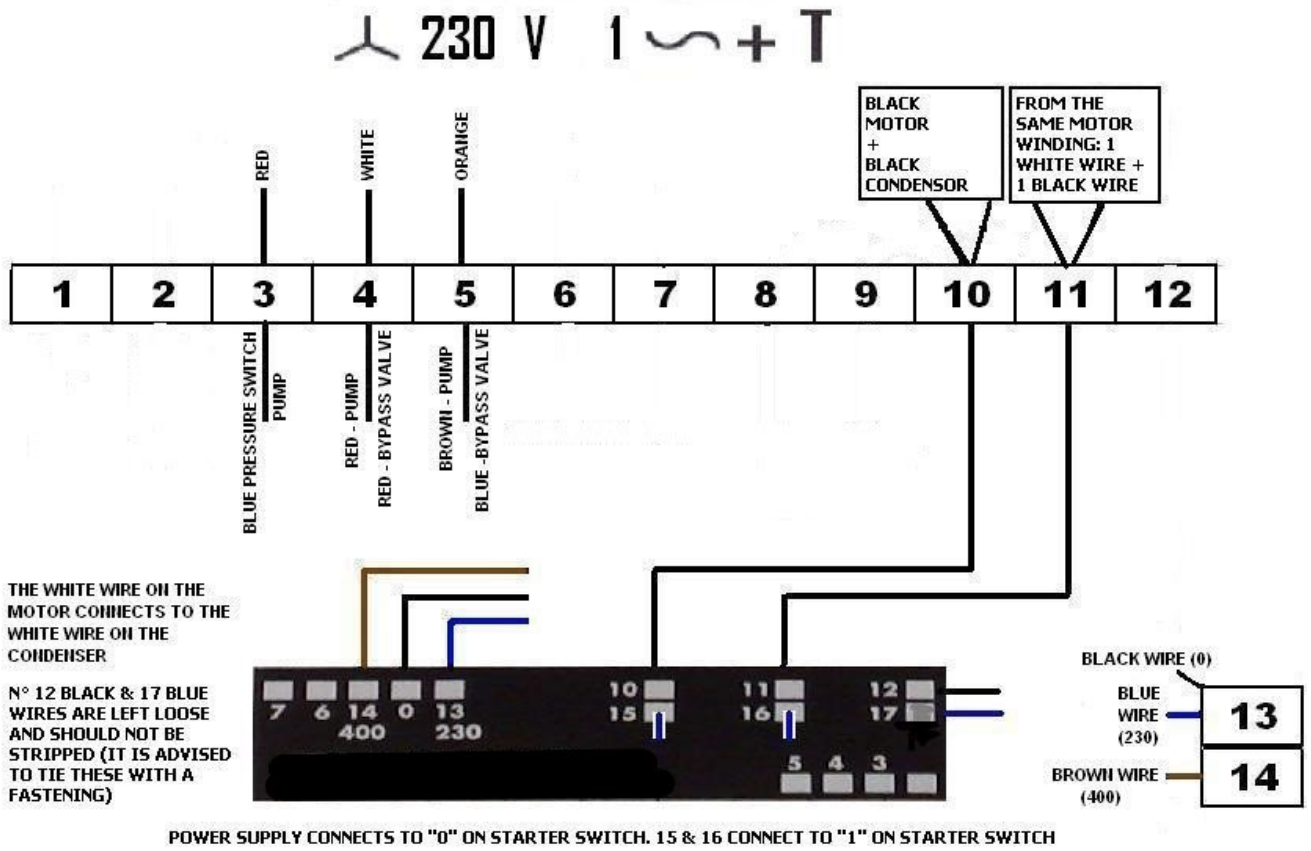 230 V 1 ~ + T
BLACK
MOTOR
+
BLACK
CONDENSOR
FROM THE
SAME MOTOR
WINDING: 1
WHITE WIRE +
1 BLACK WIRE
RED
WHITE
ORANGE
1 2 3 4 5 6 7 8 9 10 11 12
BLUE PRESSURE SWITCH
PUMP
RED - PUMP
RED - BYPASS VALVE
BROWN - PUMP
BLUE -BYPASS VALVE
THE WHITE WIRE ON THE
MOTOR CONNECTS TO THE
WHITE WIRE ON THE
CONDENSER
N° 12 BLACK & 17 BLUE
WIRES ARE LEFT LOOSE
AND SHOULD NOT BE
STRIPPED (IT IS ADVISED
TO TIE THESE WITH A
FASTENING)
7 6 14 0 13
400 230
10 11 12
15 16 17
5 4 3
BLACK WIRE (0)
BLUE
WIRE
(230)
13
BROWN WIRE
(400)
14
POWER SUPPLY CONNECTS TO "0" ON STARTER SWITCH. 15 & 16 CONNECT TO "1" ON STARTER SWITCH